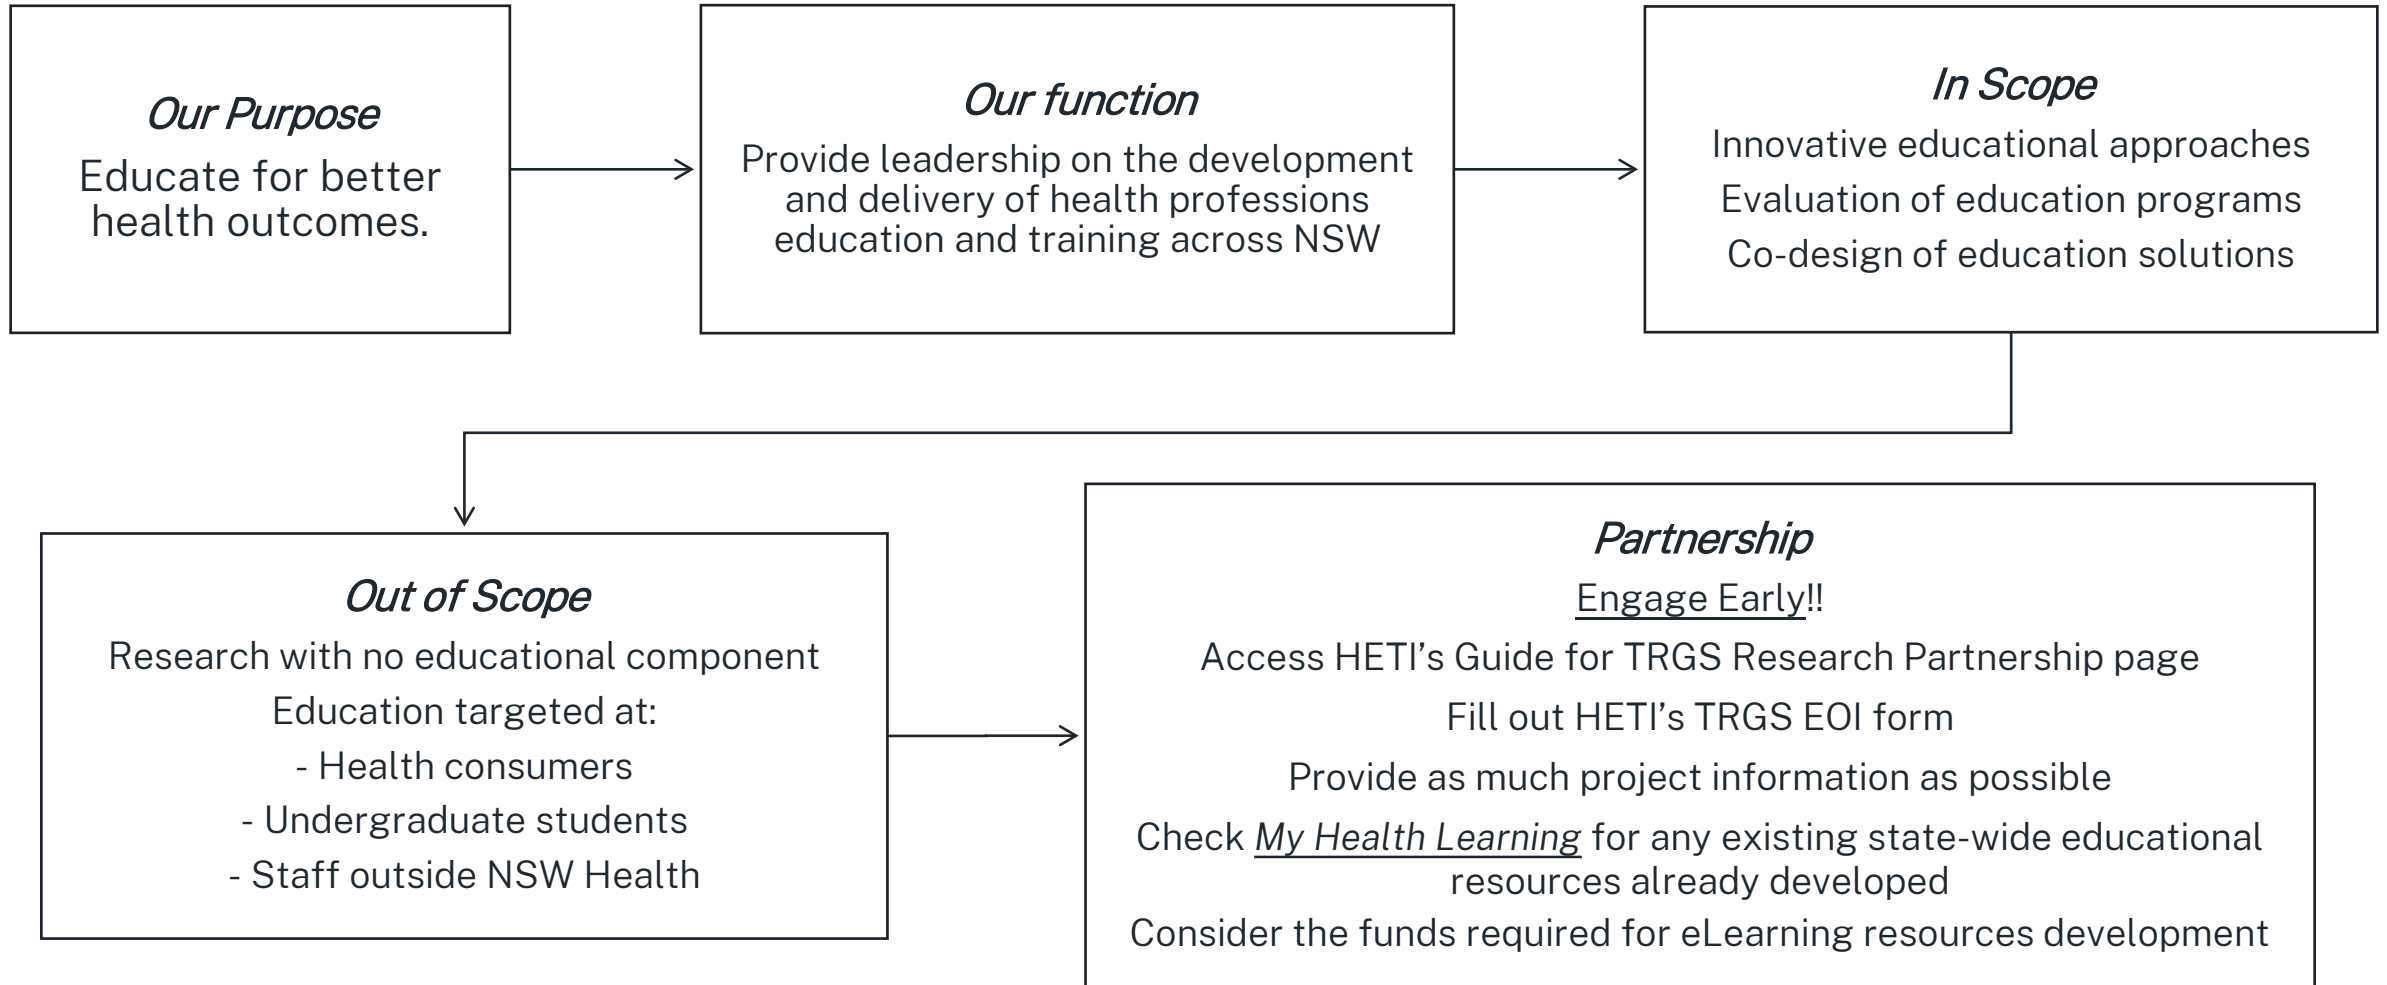 Our Purpose
Educate for better
health outcomes.
Our function
Provide leadership on the development
and delivery of health professions
education and training across NSW
In Scope
Innovative educational approaches
Evaluation of education programs
Co-design of education solutions
Out of Scope
Research with no educational component
Education targeted at:
- Health consumers
- Undergraduate students
- Staff outside NSW Health
Partnership
Engage Early!!
Access HETI’s Guide for TRGS Research Partnership page
Fill out HETI’s TRGS EOI form
Provide as much project information as possible
Check My Health Learning for any existing state-wide educational
resources already developed
Consider the funds required for eLearning resources development